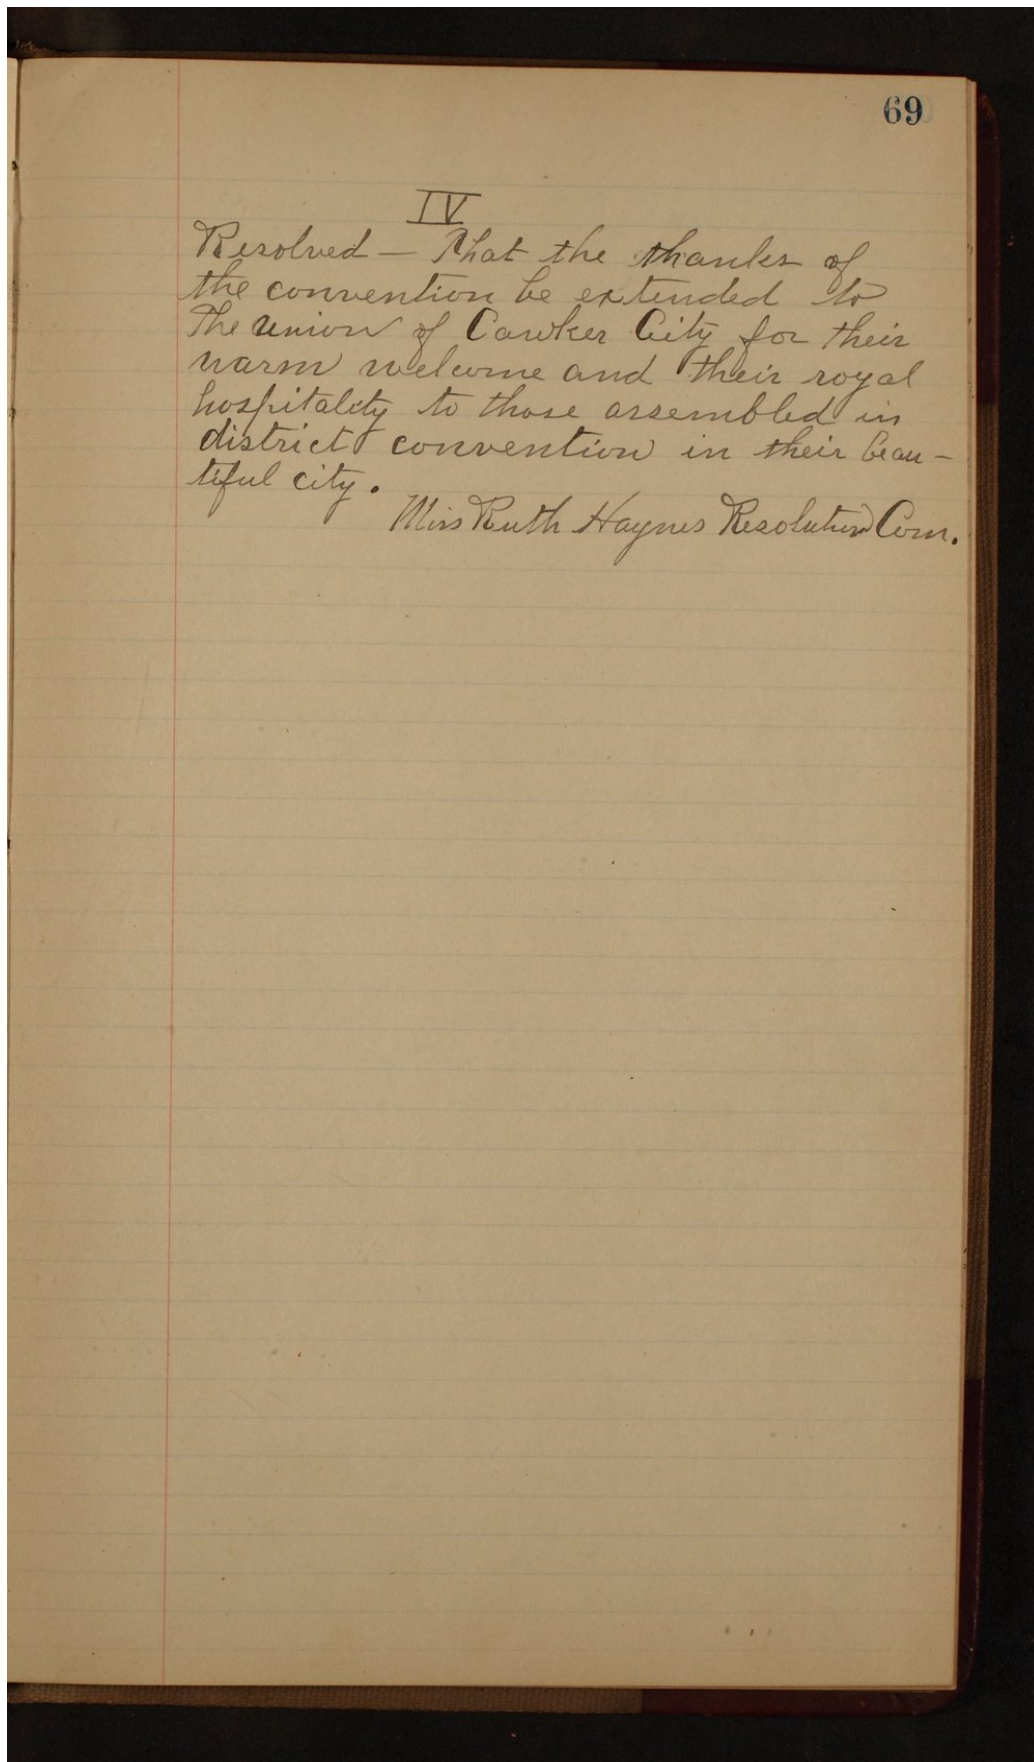 69
IV
Resolved — That the thanks of
the convention be extended to
The Union of Cawker City for their
warm welcome and their royal
hospitality to those assembled in
district convention in their beau-
tiful city.
Miss Ruth Haynes Resolution Com.